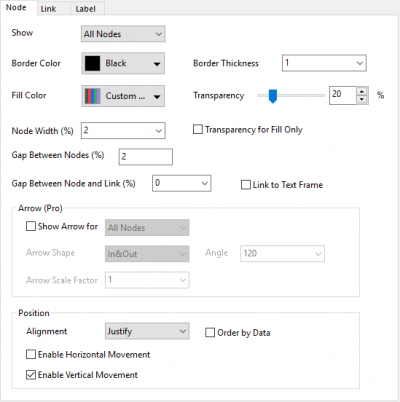 Node Link Label
Show All Nodes
Border Color Black Border Thickness 1
Fill Color Custom ... Transparency 20 %
Node Width (%) 2 Transparency for Fill Only
Gap Between Nodes (%) 2
Gap Between Node and Link (%) 0 Link to Text Frame
Arrow (Pro)
Show Arrow for All Nodes
Arrow Shape In&Out Angle 120
Arrow Scale Factor 1
Position
Alignment Justify Order by Data
Enable Horizontal Movement
Enable Vertical Movement